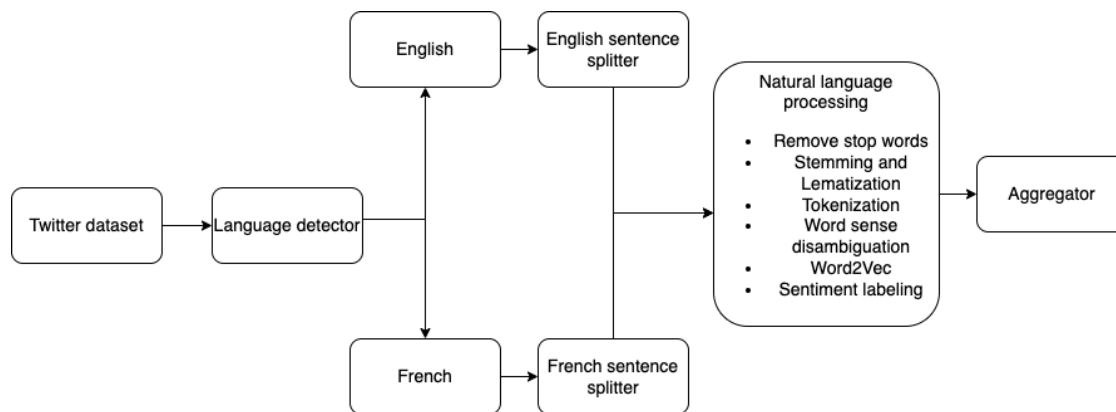 English
English sentence
splitter
Natural language
processing
Remove stop words
Stemming and
Lematization
Tokenization
Word sense
disambiguation
Word2Vec
Sentiment labeling
Twitter dataset
Language detector
Aggregator
French
French sentence
splitter